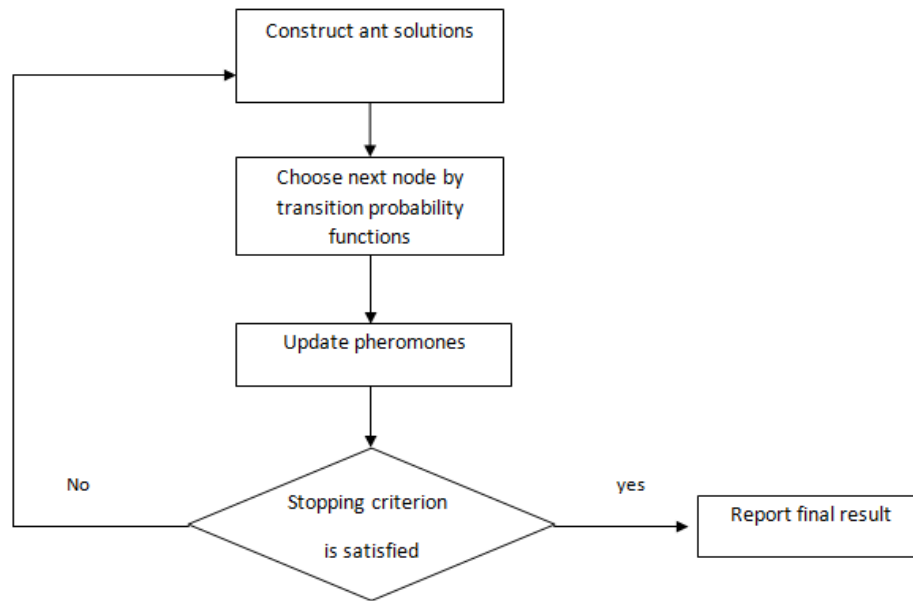 Construct ant solutions
Choose next node by
transition probability
functions
Update pheromones
No
yes
Stopping criterion
is satisfied
Report final result